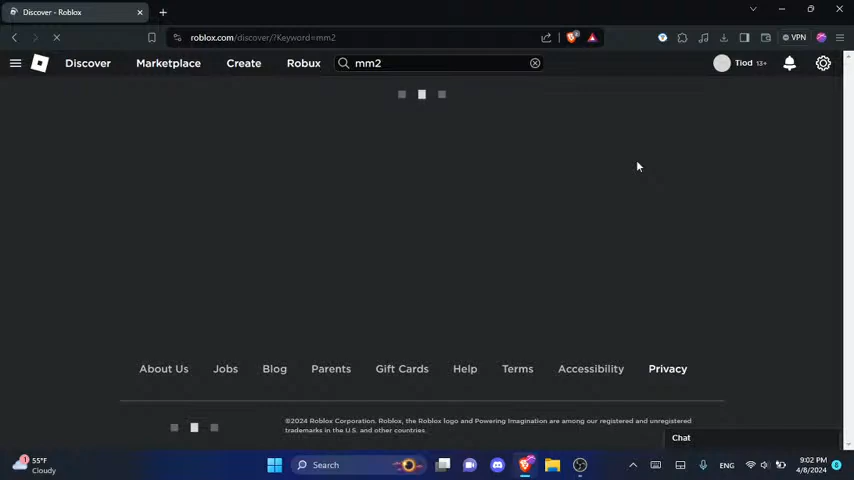 Discover - Roblox
roblox.com/discover/?Keyword=mm2
VPN
Discover
Marketplace
Create
Robux
mm2
Tiod 13+
About Us
Jobs
Blog
Parents
Gift Cards
Help
Terms
Accessibility
Privacy
©2024 Roblox Corporation. Roblox, the Roblox logo and Powering Imagination are among our registered and unregistered
trademarks in the U.S. and other countries.
Chat
1
55°F
Cloudy
Search
ENG
9:02 PM
4/8/2024
8